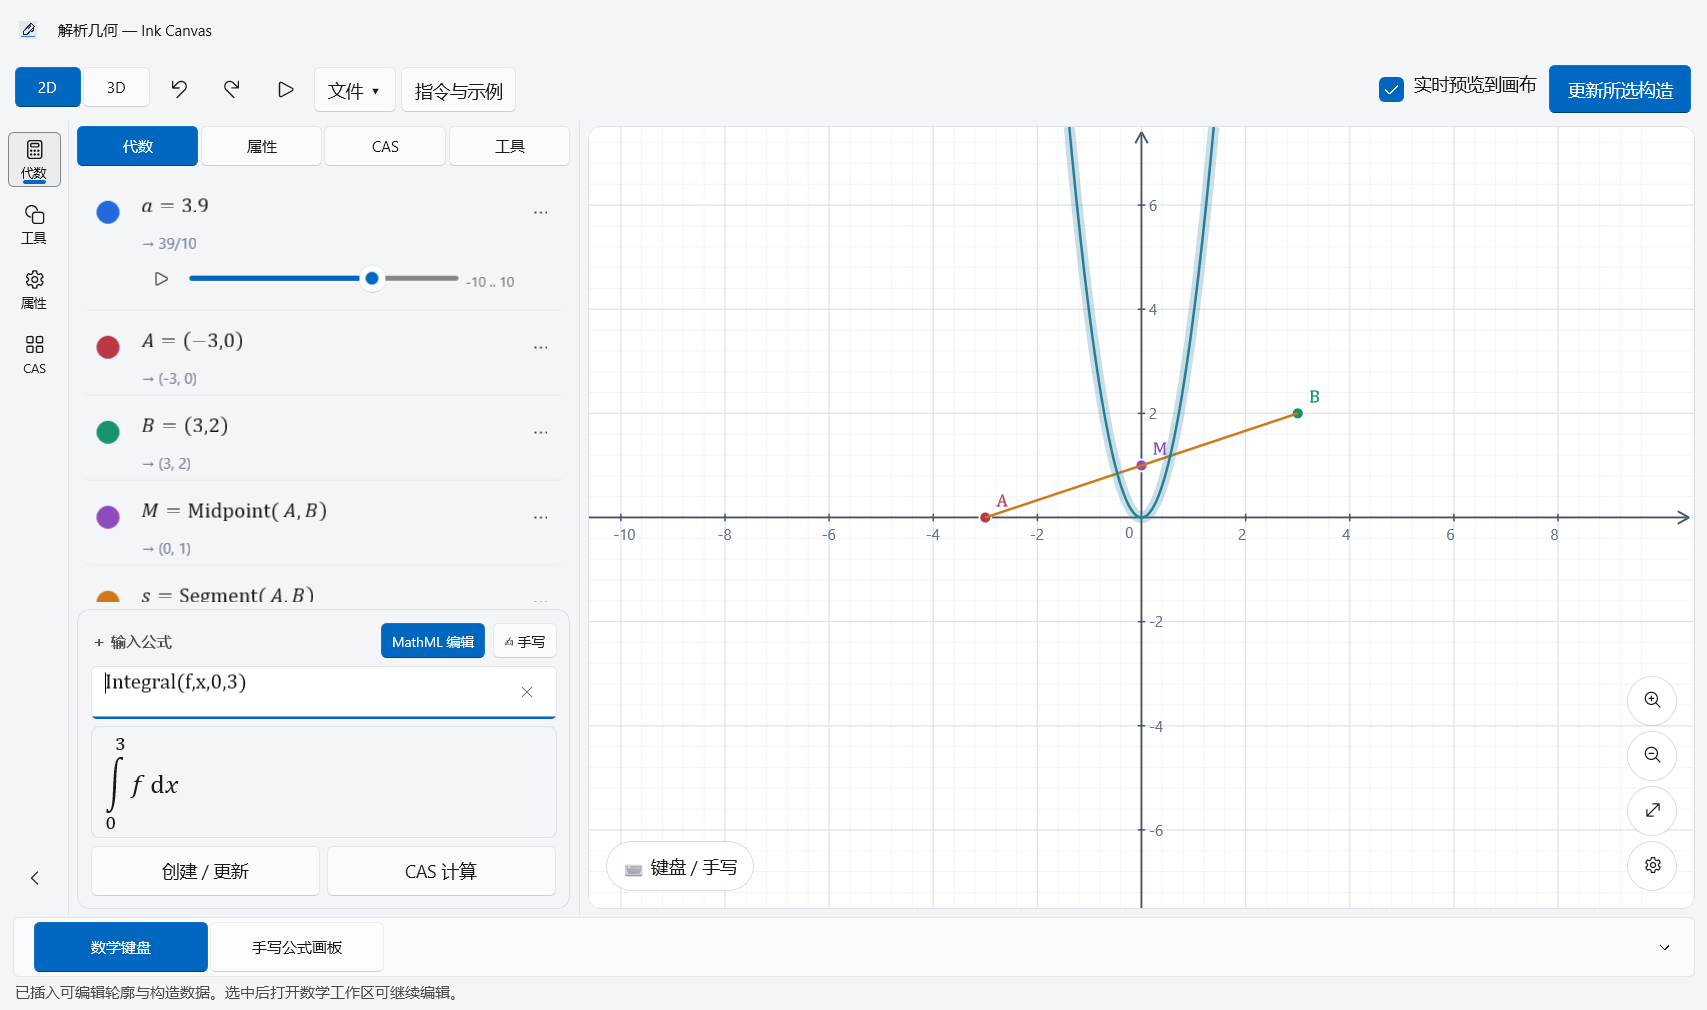 解析几何 — Ink Canvas
2D
3D
文件 ▾
指令与示例
实时预览到画布
更新所选构造
代数
工具
属性
CAS
代数
属性
CAS
工具
a = 3.9
→ 39/10
-10 .. 10
A = (−3,0)
→ (-3, 0)
B = (3,2)
→ (3, 2)
M = Midpoint( A, B)
→ (0, 1)
s = Segment( A, B)
+ 输入公式
MathML 编辑
手写
Integral(f,x,0,3)
3
∫ f dx
0
创建 / 更新
CAS 计算
6
4
2
B
M
A
-10
-8
-6
-4
-2
0
2
4
6
8
-2
-4
-6
键盘 / 手写
数学键盘
手写公式画板
已插入可编辑轮廓与构造数据。选中后打开数学工作区可继续编辑。